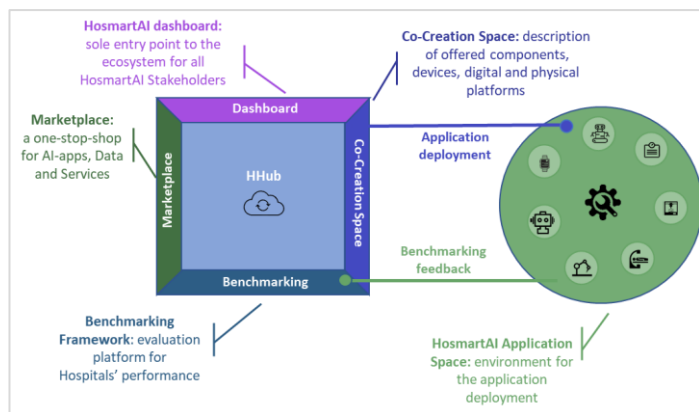 HosmartAI dashboard:
sole entry point to the
ecosystem for all
HosmartAI Stakeholders
Co-Creation Space: description
of offered components,
devices, digital and physical
platforms
Marketplace:
a one-stop-shop
for AI-apps, Data
and Services
Dashboard
Marketplace
HHub
Co-Creation Space
Benchmarking
Application
deployment
Benchmarking
feedback
Benchmarking
Framework: evaluation
platform for
Hospitals' performance
HosmartAI Application
Space: environment for
the application
deployment